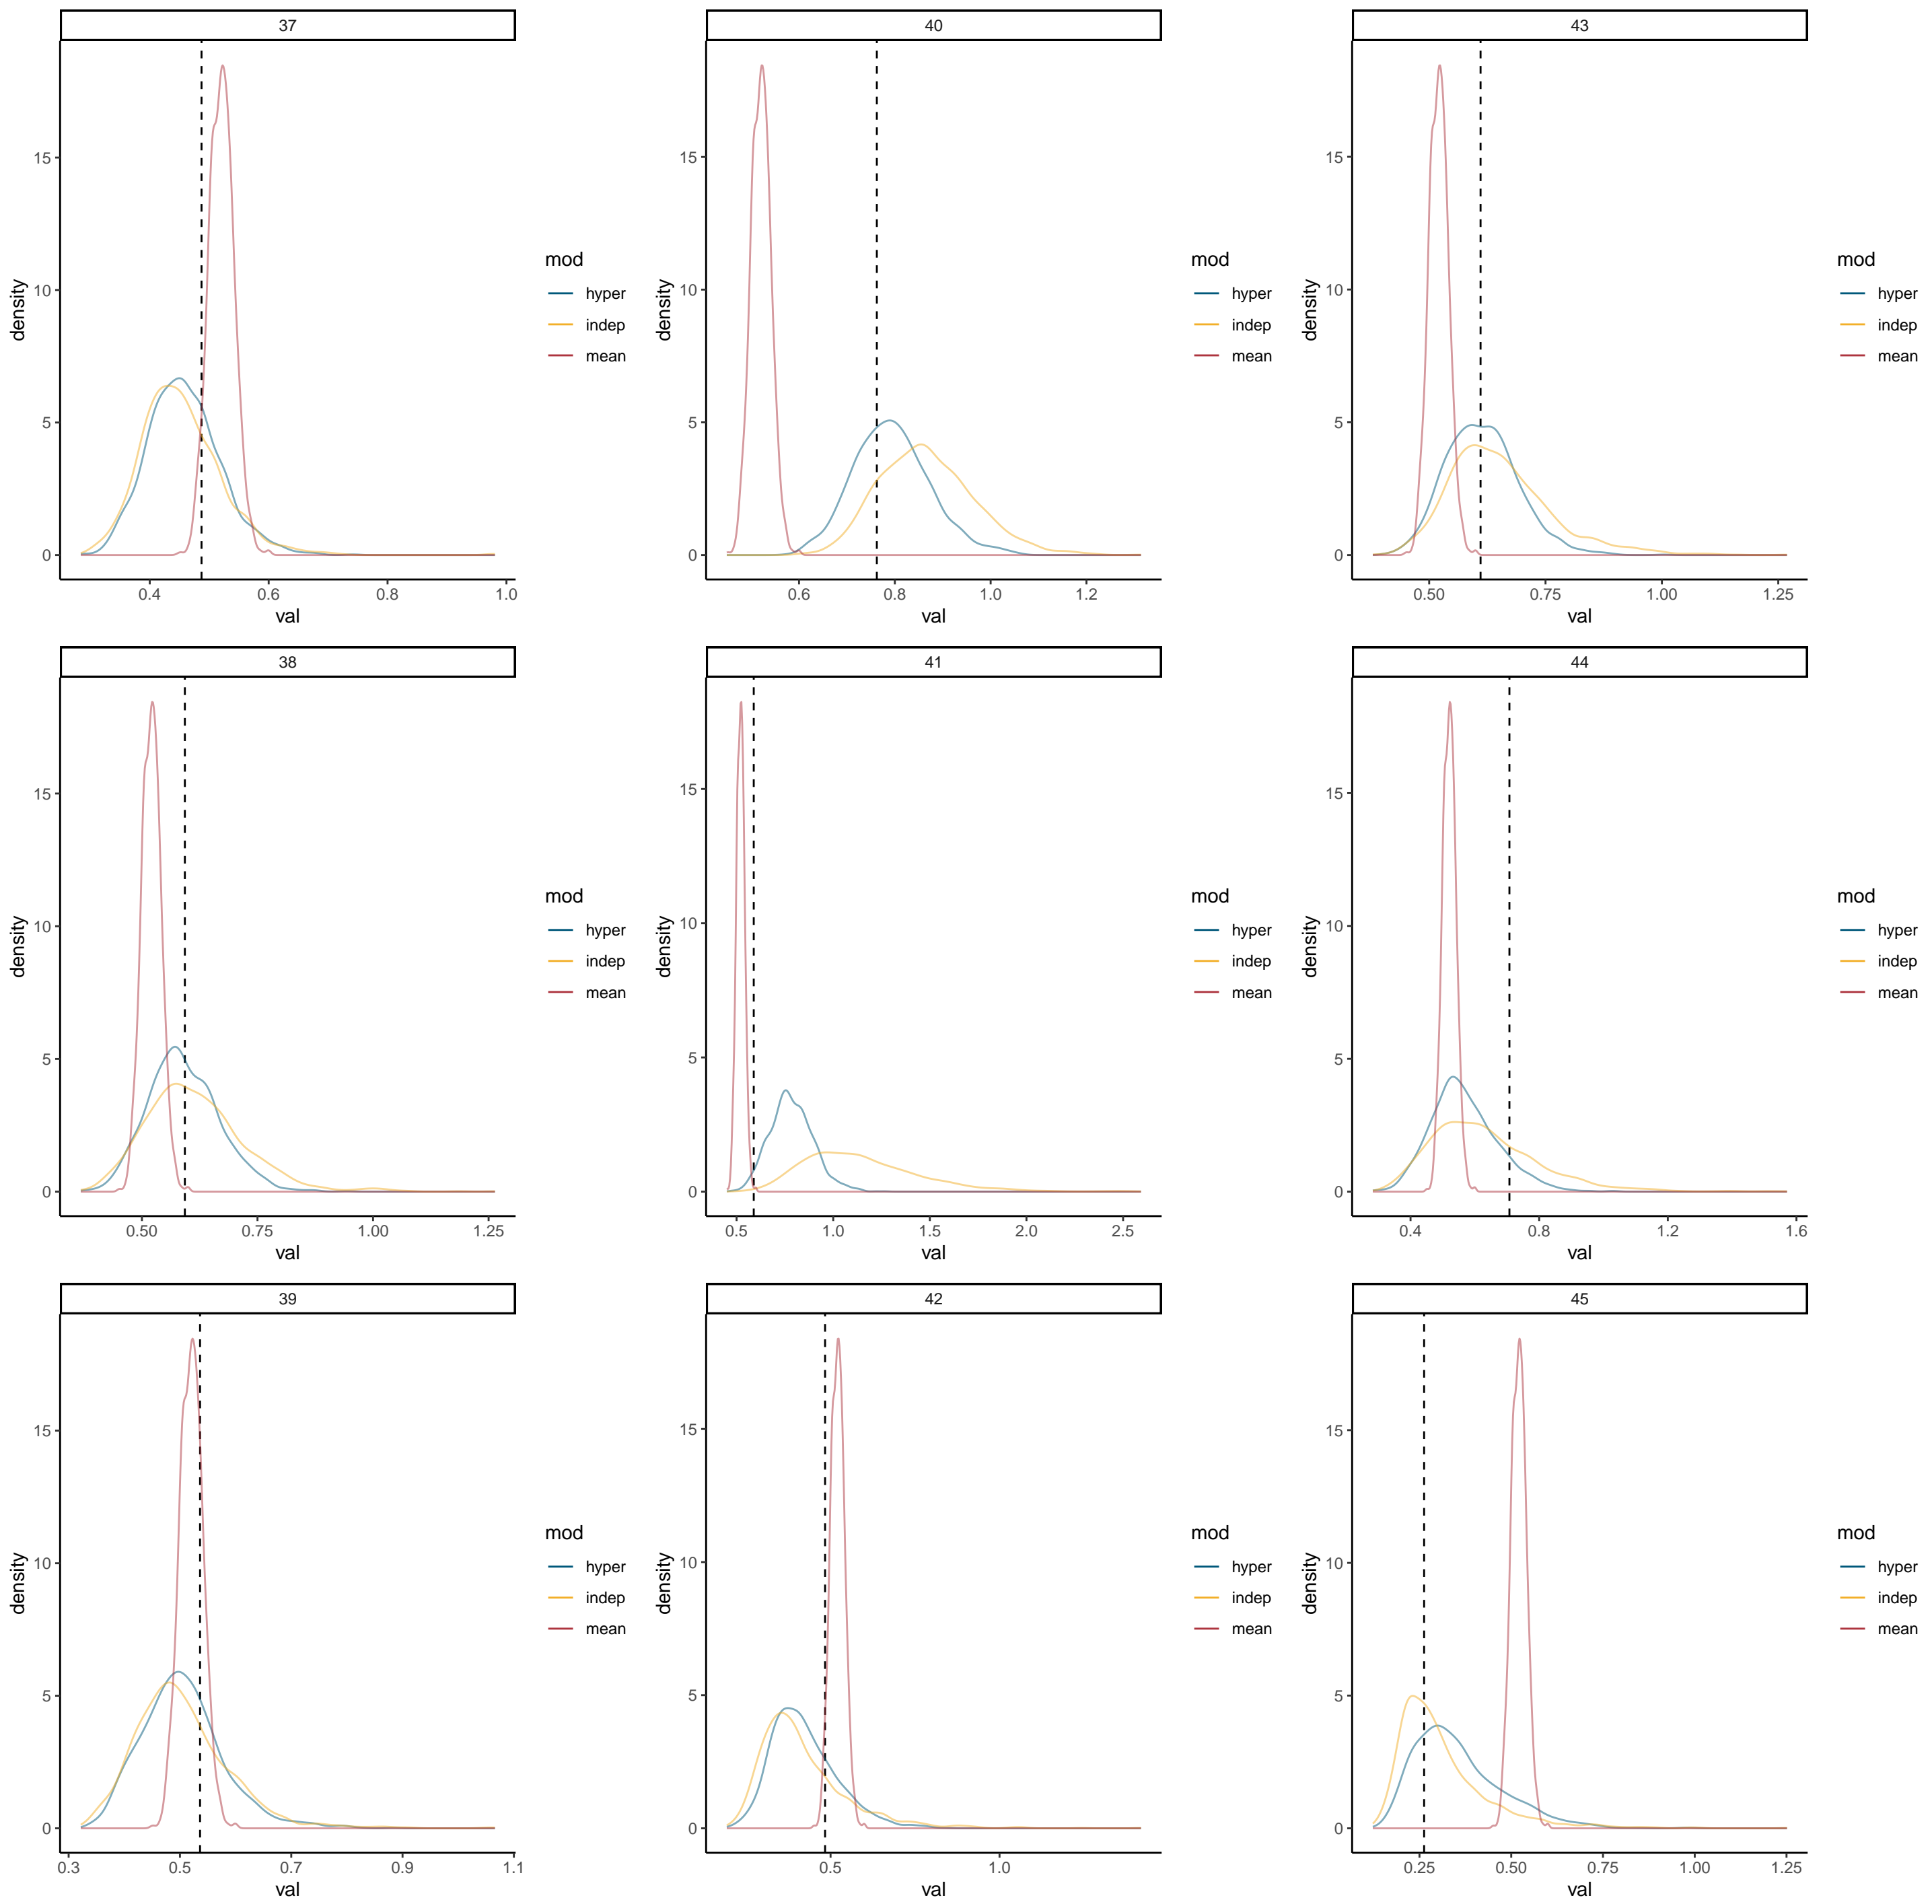 37
density
15
10
5
0
0.4 0.6 0.8 1.0
val
mod
hyper
indep
mean
40
density
15
10
5
0
0.6 0.8 1.0 1.2
val
mod
hyper
indep
mean
43
density
15
10
5
0
0.50 0.75 1.00 1.25
val
mod
hyper
indep
mean
38
density
15
10
5
0
0.50 0.75 1.00 1.25
val
mod
hyper
indep
mean
41
density
15
10
5
0
0.5 1.0 1.5 2.0 2.5
val
mod
hyper
indep
mean
44
density
15
10
5
0
0.4 0.8 1.2 1.6
val
mod
hyper
indep
mean
39
density
15
10
5
0
0.3 0.5 0.7 0.9 1.1
val
mod
hyper
indep
mean
42
density
15
10
5
0
0.5 1.0
val
mod
hyper
indep
mean
45
density
15
10
5
0
0.25 0.50 0.75 1.00 1.25
val
mod
hyper
indep
mean